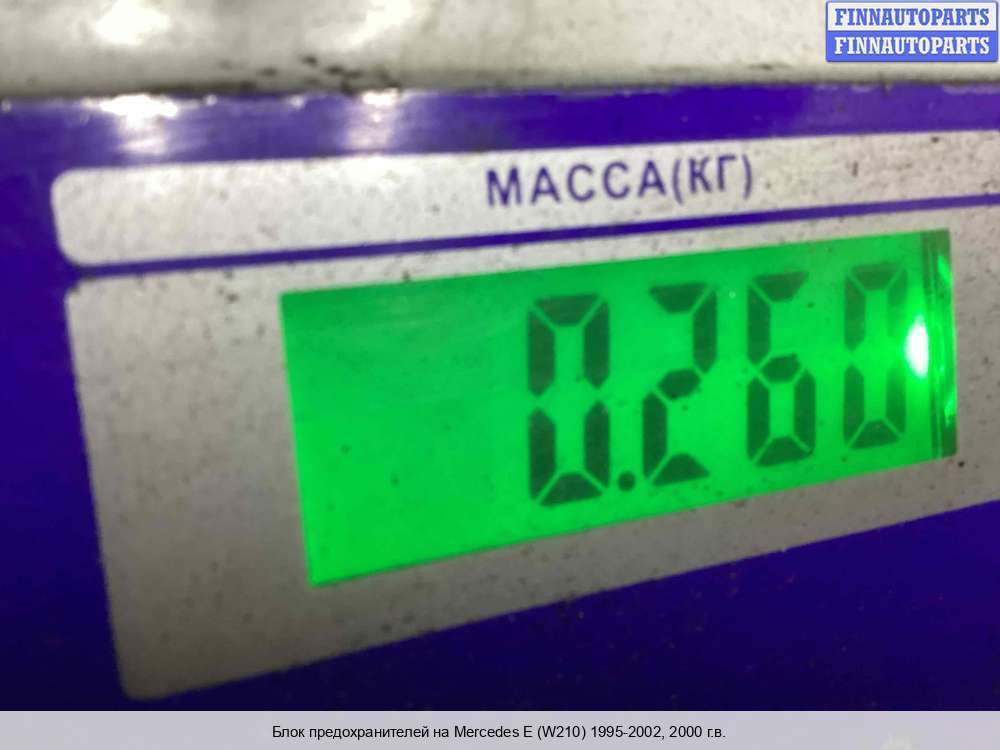 FINNAUTOPARTS
FINNAUTOPARTS
МАССА(КГ)
0.260
Блок предохранителей на Mercedes E (W210) 1995-2002, 2000 г.в.